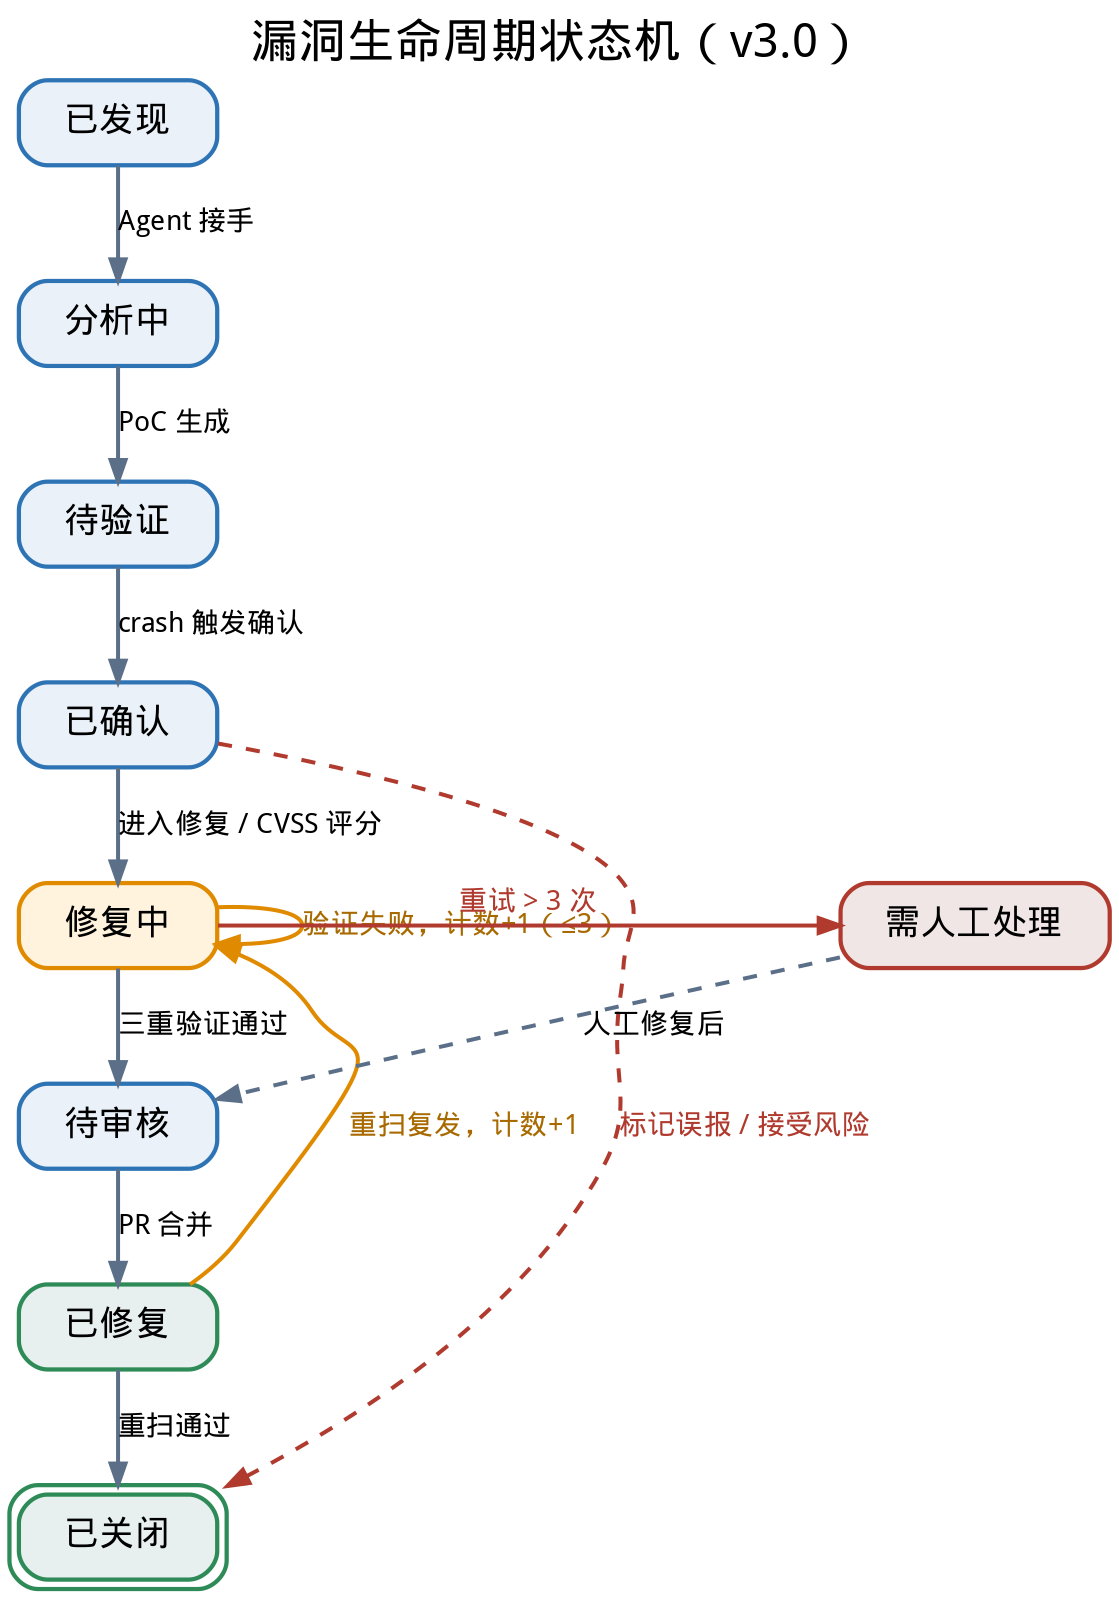 漏洞生命周期状态机（v3.0）
已发现
Agent 接手
分析中
PoC 生成
待验证
crash 触发确认
已确认
进入修复 / CVSS 评分
重试 > 3 次
修复中
验证失败，计数+1（≤3）
需人工处理
三重验证通过
人工修复后
待审核
重扫复发，计数+1
标记误报 / 接受风险
PR 合并
已修复
重扫通过
已关闭